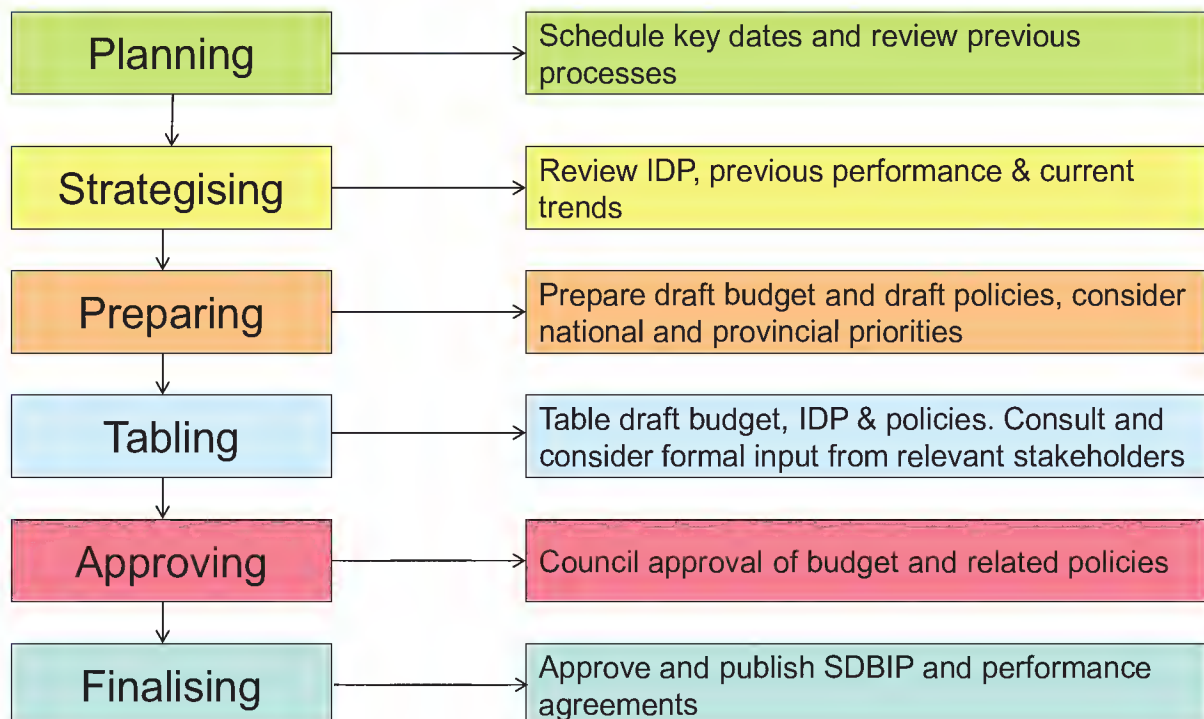 Planning
Schedule key dates and review previous
processes
Strategising
Review IDP, previous performance & current
trends
Preparing
Prepare draft budget and draft policies, consider
national and provincial priorities
Tabling
Table draft budget, IDP & policies. Consult and
consider formal input from relevant stakeholders
Approving
Council approval of budget and related policies
Finalising
Approve and publish SDBIP and performance
agreements